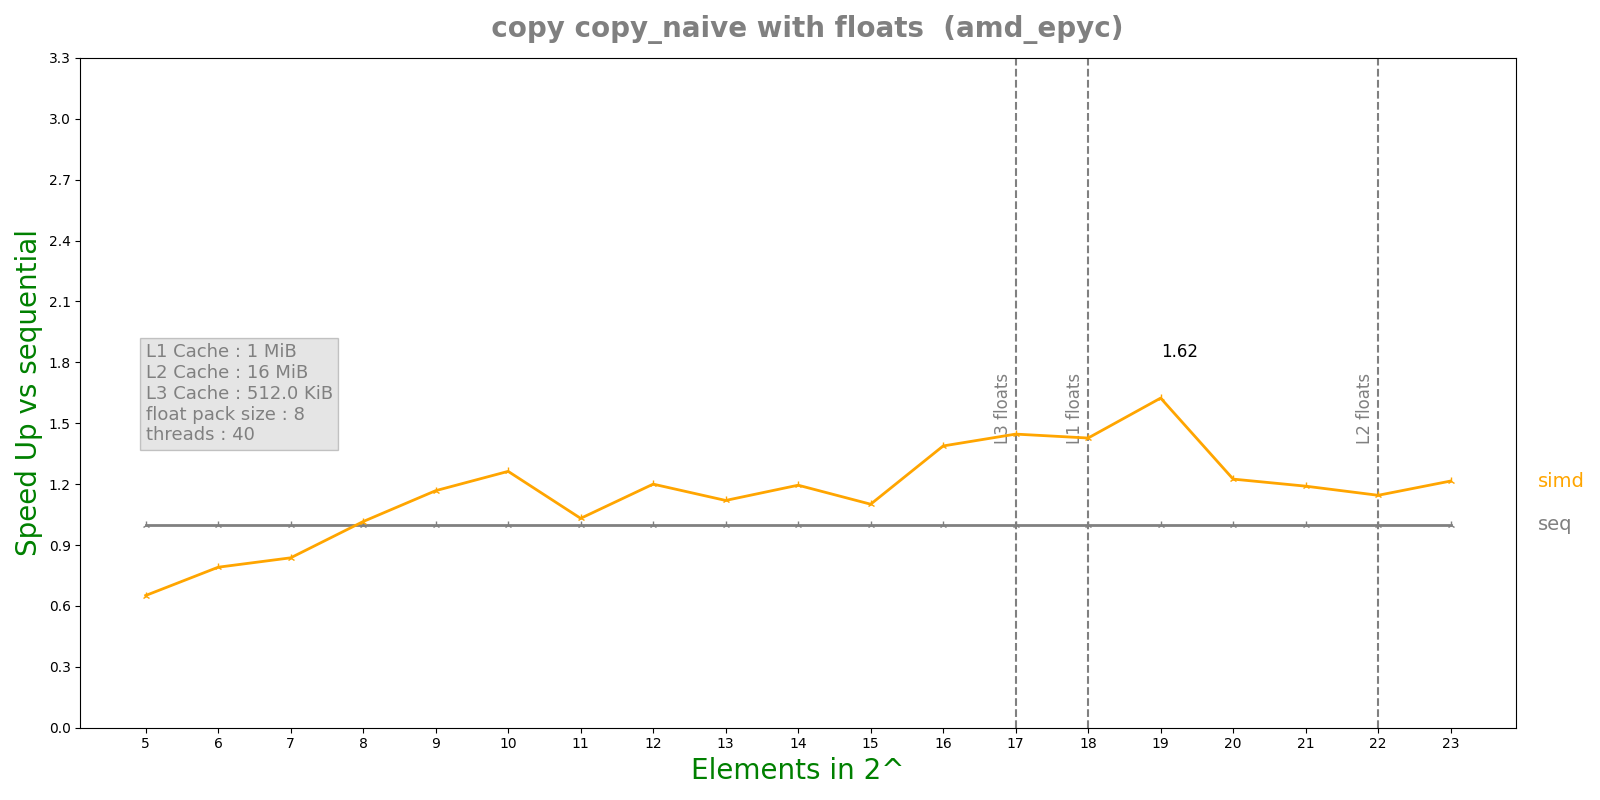 copy copy_naive with floats  (amd_epyc)
Speed Up vs sequential
3.3
3.0
2.7
2.4
2.1
1.8
1.5
1.2
0.9
0.6
0.3
0.0
L1 Cache : 1 MiB
L2 Cache : 16 MiB
L3 Cache : 512.0 KiB
float pack size : 8
threads : 40
L3 floats
L1 floats
1.62
L2 floats
simd
seq
5 6 7 8 9 10 11 12 13 14 15 16 17 18 19 20 21 22 23
Elements in 2^